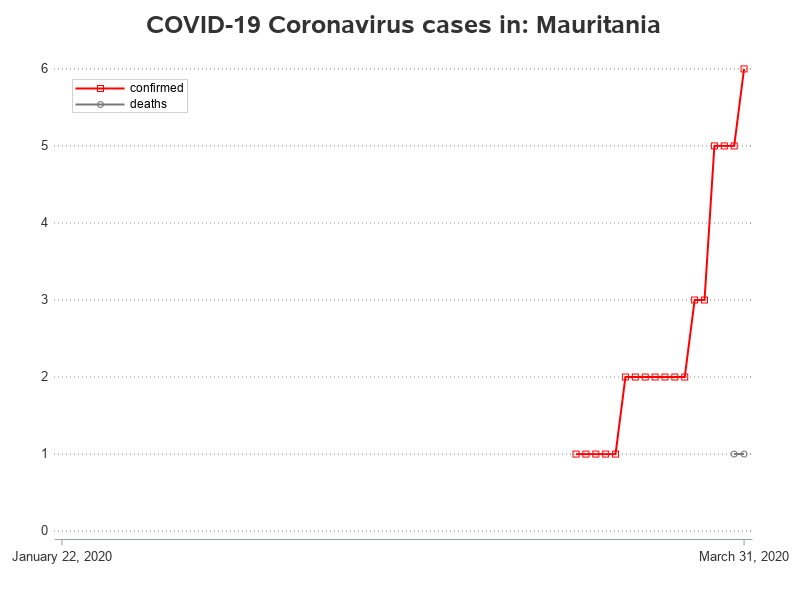 COVID-19 Coronavirus cases in: Mauritania
6
confirmed
deaths
5
4
3
2
1
0
January 22, 2020
March 31, 2020